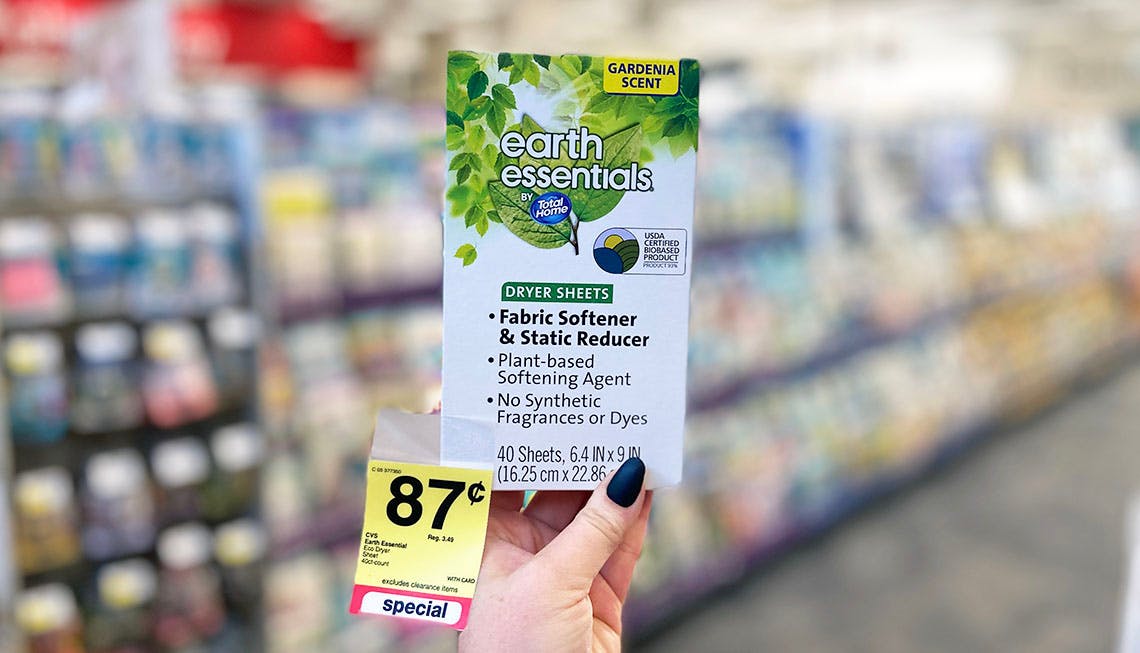 GARDENIA
SCENT
earth
essentials
BY Total
Home
USDA
CERTIFIED
BIOBASED
PRODUCT
PRODUCT 93%
DRYER SHEETS
• Fabric Softener
& Static Reducer
• Plant-based
Softening Agent
• No Synthetic
Fragrances or Dyes
40 Sheets, 6.4 IN x 9 IN
(16.25 cm x 22.86
87¢
Reg. 3.49
CVS
Earth Essential
Eco Dryer
Sheet
40ct-count
WITH CARD
excludes clearance items
special